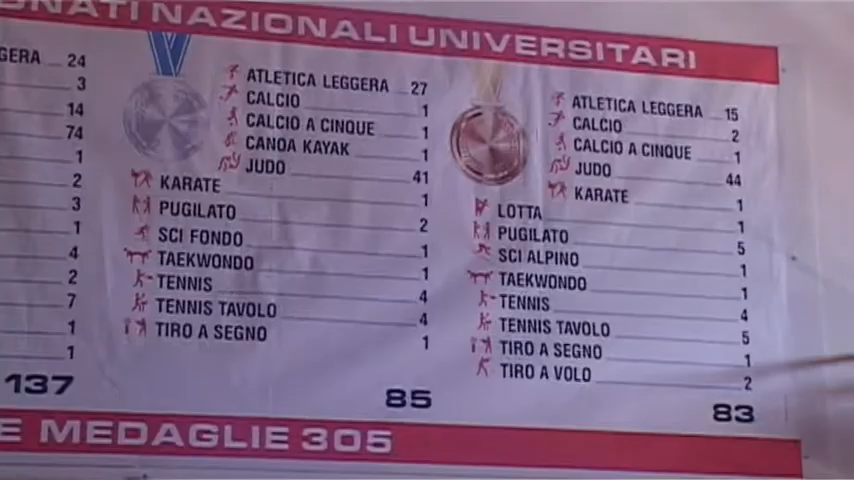 ONATI NAZIONALI UNIVERSITARI
GERA 24
3
14
74
1
2
3
1
4
2
7
1
1
137
ATLETICA LEGGERA 27
CALCIO 1
CALCIO A CINQUE 1
CANOA KAYAK 1
JUDO 41
KARATE 1
PUGILATO 2
SCI FONDO 1
TAEKWONDO 1
TENNIS 4
TENNIS TAVOLO 4
TIRO A SEGNO 1
85
ATLETICA LEGGERA 15
CALCIO 2
CALCIO A CINQUE 1
JUDO 44
KARATE 1
LOTTA 1
PUGILATO 5
SCI ALPINO 1
TAEKWONDO 1
TENNIS 4
TENNIS TAVOLO 5
TIRO A SEGNO 1
TIRO A VOLO 2
83
E MEDAGLIE 305